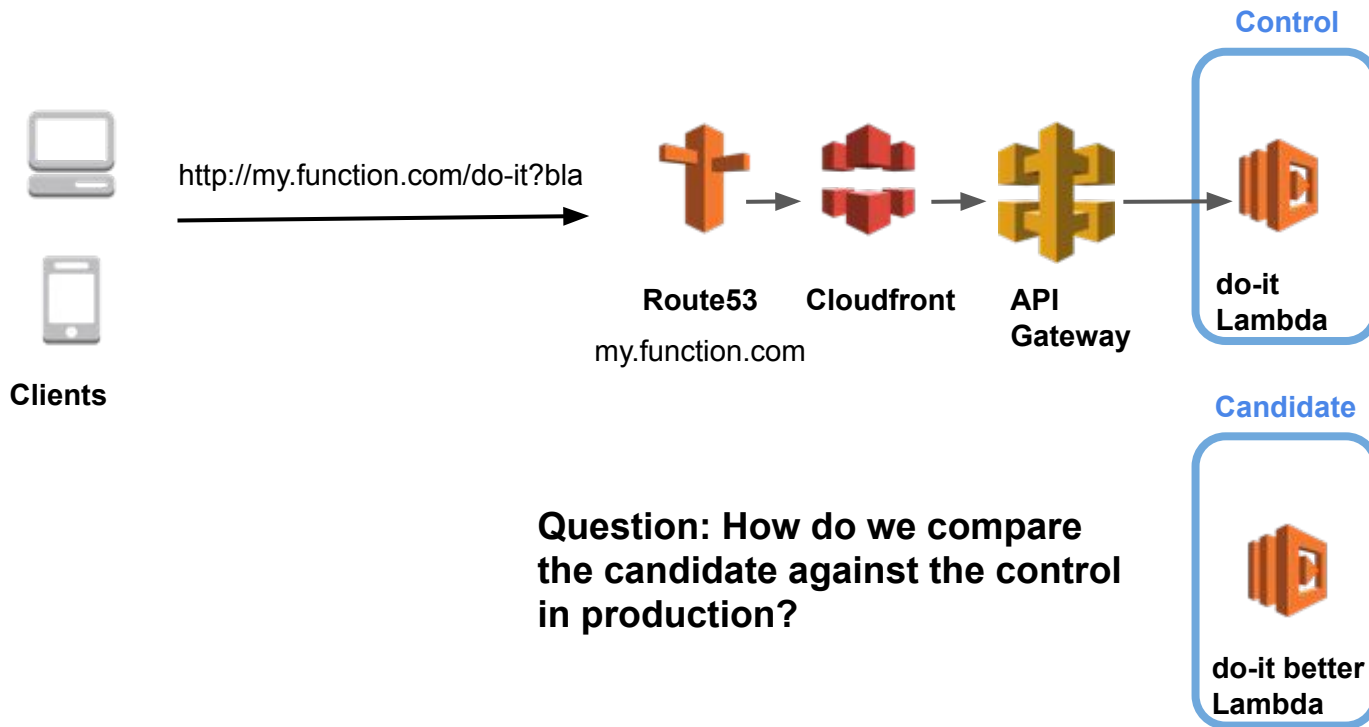 Control
http://my.function.com/do-it?bla
Route53
Cloudfront
API
Gateway
do-it
Lambda
my.function.com
Clients
Candidate
Question: How do we compare
the candidate against the control
in production?
do-it better
Lambda